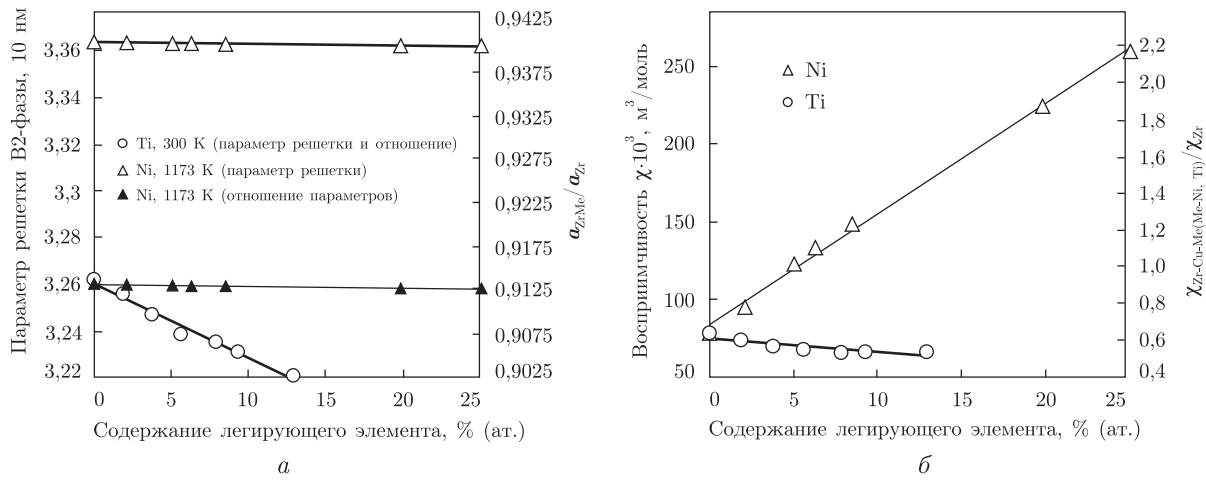 Параметр решетки B2-фазы, 10 нм
3,36
3,34
3,32
3,3
3,28
3,26
3,24
3,22
0,9425
0,9375
0,9325
0,9275
0,9225
0,9175
0,9125
0,9075
0,9025
a_ZrMe/a_Zr
Ti, 300 K (параметр решетки и отношение)
Ni, 1173 K (параметр решетки)
Ni, 1173 K (отношение параметров)
0 5 10 15 20 25
Содержание легирующего элемента, % (ат.)
а
Восприимчивость χ·10³, м³/моль
250
200
150
100
50
Ni
Ti
2,2
2,0
1,8
1,6
1,4
1,2
1,0
0,8
0,6
0,4
χ_Zr-Cu-Me(Me-Ni, Ti)/χ_Zr
0 5 10 15 20 25
Содержание легирующего элемента, % (ат.)
б